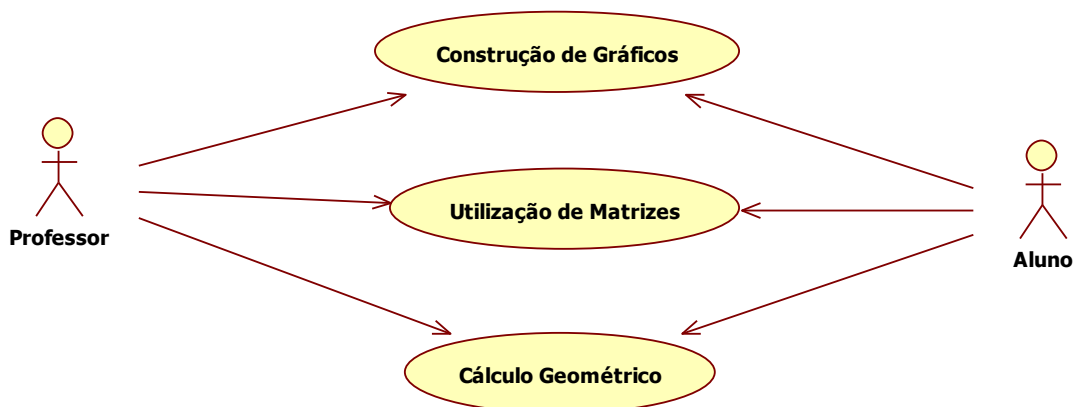 Construção de Gráficos
Professor
Utilização de Matrizes
Aluno
Cálculo Geométrico